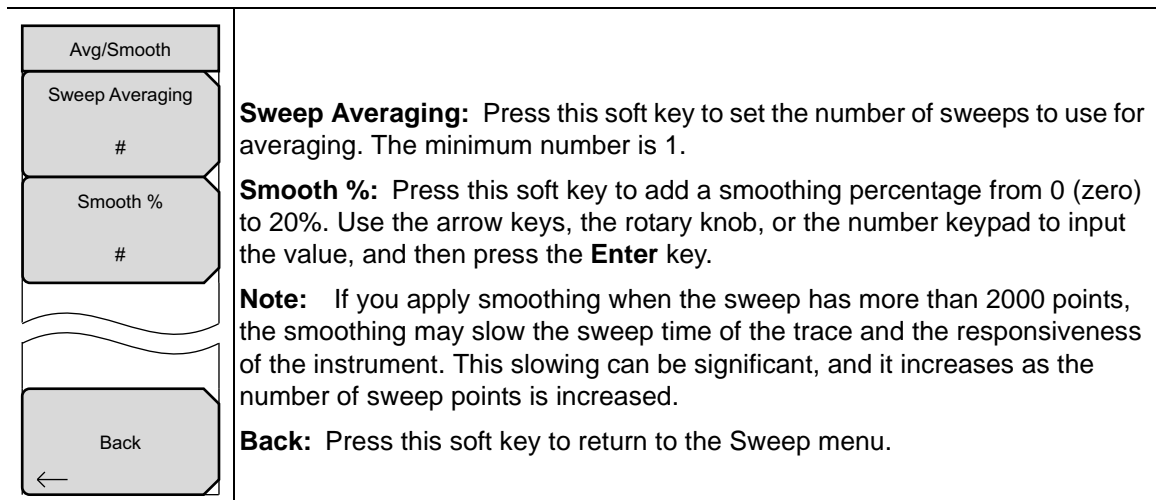 Avg/Smooth
Sweep Averaging
#
Smooth %
#
Back
Sweep Averaging: Press this soft key to set the number of sweeps to use for
averaging. The minimum number is 1.
Smooth %: Press this soft key to add a smoothing percentage from 0 (zero)
to 20%. Use the arrow keys, the rotary knob, or the number keypad to input
the value, and then press the Enter key.
Note: If you apply smoothing when the sweep has more than 2000 points,
the smoothing may slow the sweep time of the trace and the responsiveness
of the instrument. This slowing can be significant, and it increases as the
number of sweep points is increased.
Back: Press this soft key to return to the Sweep menu.